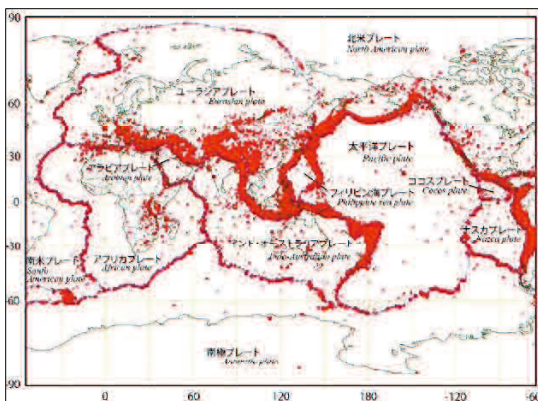 90
北米プレート
North American plate
ユーラシアプレート
Eurasian plate
60
太平洋プレート
Pacific plate
アラビアプレート
Arabian plate
30
ココスプレート
Cocos plate
フィリピン海プレート
Philippine sea plate
0
ナスカプレート
Nazca plate
インド・オーストラリアプレート
Indo-Australian plate
-30
南米プレート
South
American plate
アフリカプレート
African plate
-60
南極プレート
Antarctic plate
-90
0 60 120 180 -120 -60